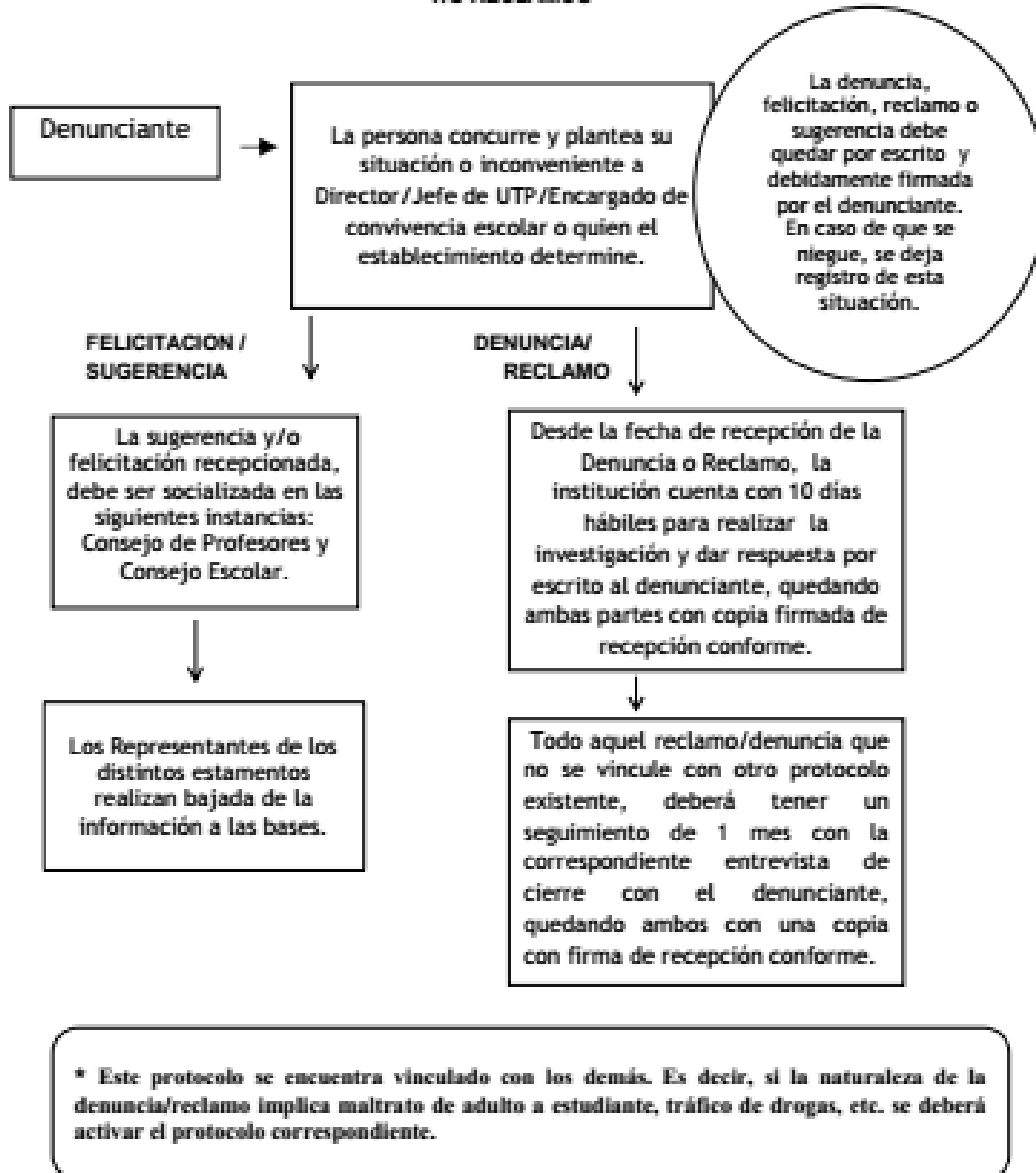 Denunciante
La persona concurre y plantea su
situación o inconveniente a
Director/Jefe de UTP/Encargado de
convivencia escolar o quien el
establecimiento determine.
La denuncia,
felicitación, reclamo o
sugerencia debe
quedar por escrito y
debidamente firmada
por el denunciante.
En caso de que se
niegue, se deja
registro de esta
situación.
FELICITACION /
SUGERENCIA
DENUNCIA/
RECLAMO
La sugerencia y/o
felicitación recepcionada,
debe ser socializada en las
siguientes instancias:
Consejo de Profesores y
Consejo Escolar.
Desde la fecha de recepción de la
Denuncia o Reclamo, la
institución cuenta con 10 días
hábiles para realizar la
investigación y dar respuesta por
escrito al denunciante, quedando
ambas partes con copia firmada de
recepción conforme.
Los Representantes de los
distintos estamentos
realizan bajada de la
información a las bases.
Todo aquel reclamo/denuncia que
no se vincule con otro protocolo
existente, deberá tener un
seguimiento de 1 mes con la
correspondiente entrevista de
cierre con el denunciante,
quedando ambos con una copia
con firma de recepción conforme.
* Este protocolo se encuentra vinculado con los demás. Es decir, si la naturaleza de la
denuncia/reclamo implica maltrato de adulto a estudiante, tráfico de drogas, etc. se deberá
activar el protocolo correspondiente.